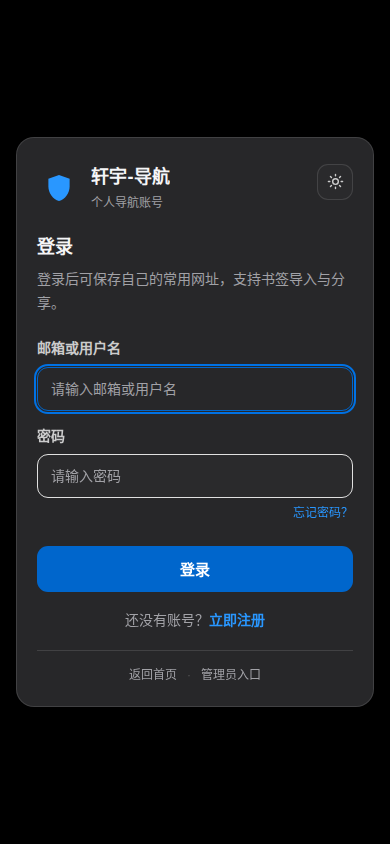 轩宇-导航
个人导航账号
登录
登录后可保存自己的常用网址，支持书签导入与分
享。
邮箱或用户名
请输入邮箱或用户名
密码
请输入密码
忘记密码？
登录
还没有账号？立即注册
返回首页 · 管理员入口